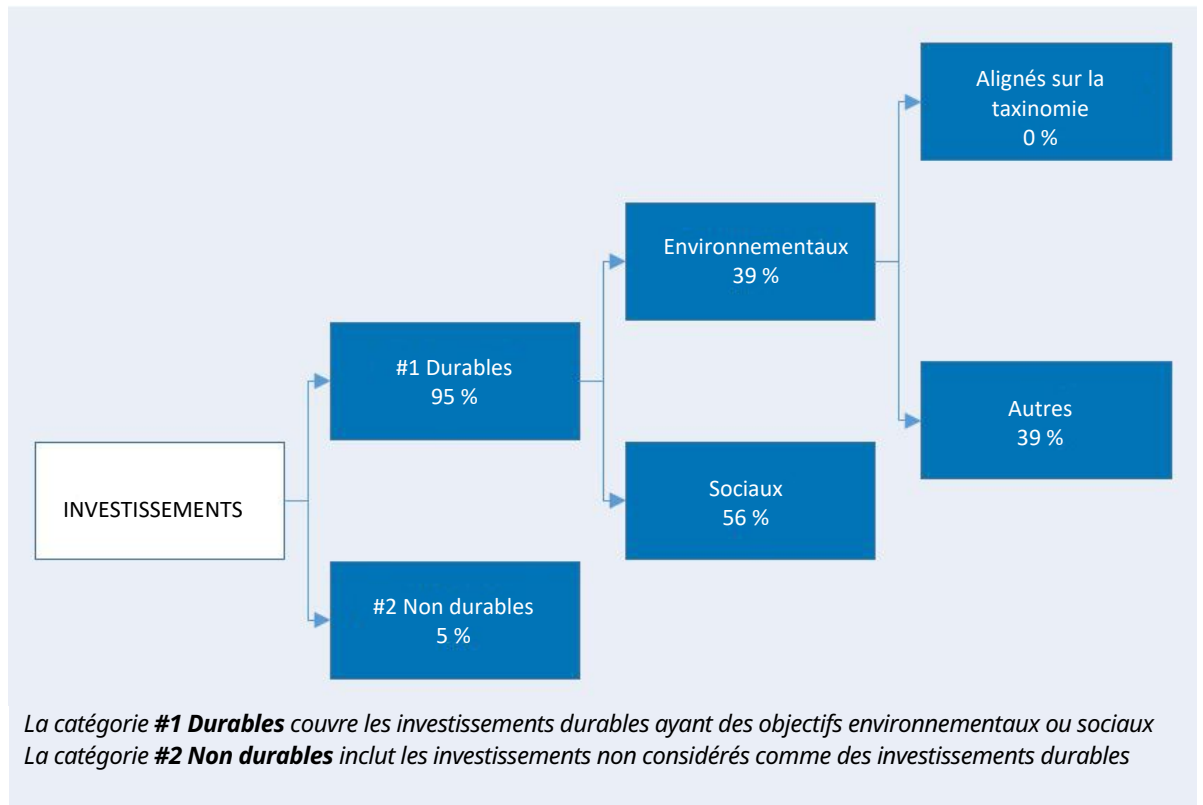 Alignés sur la
taxinomie
0 %
Environnementaux
39 %
#1 Durables
95 %
Autres
39 %
INVESTISSEMENTS
Sociaux
56 %
#2 Non durables
5 %
La catégorie #1 Durables couvre les investissements durables ayant des objectifs environnementaux ou sociaux
La catégorie #2 Non durables inclut les investissements non considérés comme des investissements durables